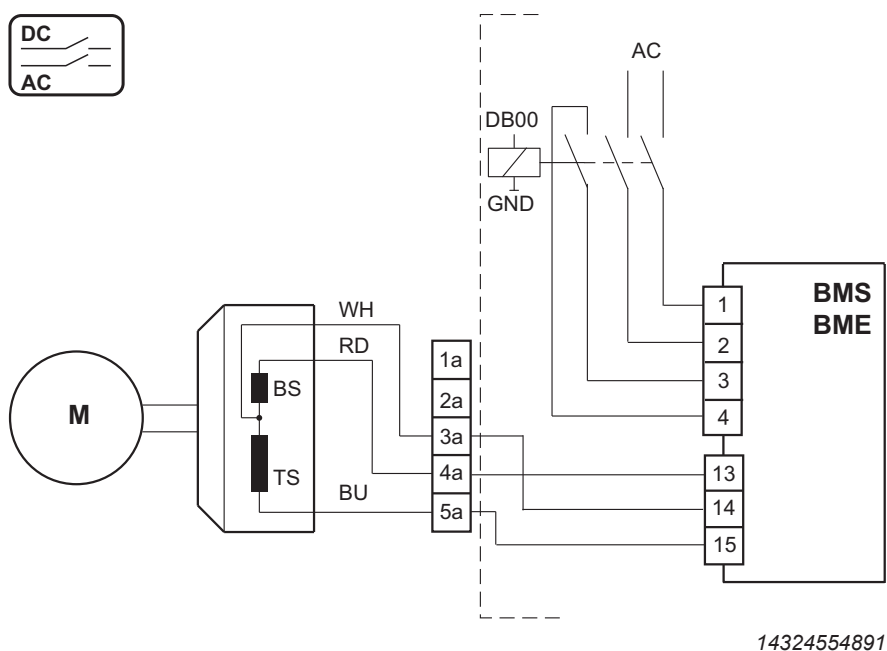 DC
AC
AC
DB00
GND
BMS
BME
1
2
3
4
WH
RD
BS
TS
BU
M
1a
2a
3a
4a
5a
13
14
15
14324554891